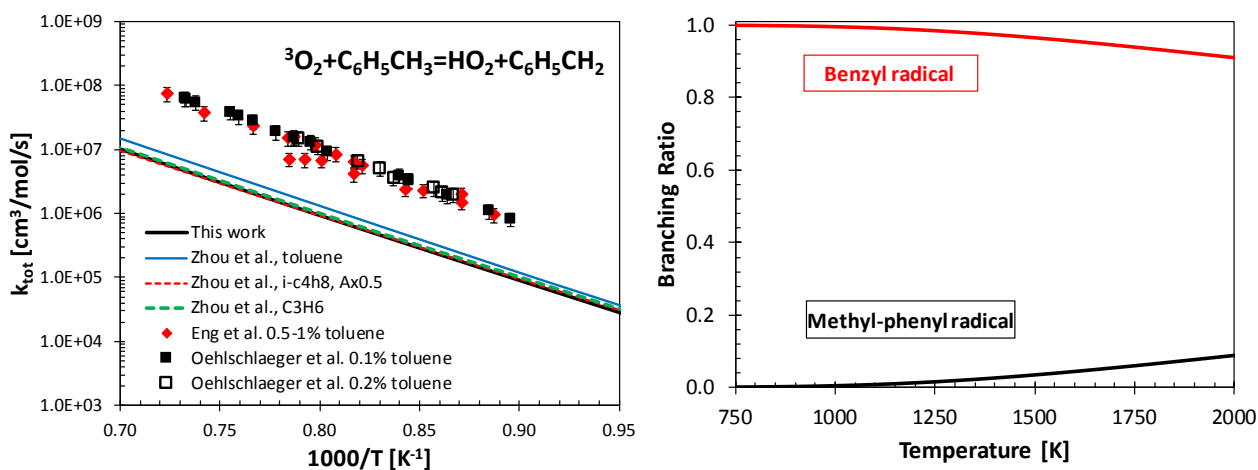 ³O₂+C₆H₅CH₃=HO₂+C₆H₅CH₂
k_tot [cm³/mol/s]
1.0E+09
1.0E+08
1.0E+07
1.0E+06
1.0E+05
1.0E+04
1.0E+03
This work
Zhou et al., toluene
Zhou et al., i-c4h8, Ax0.5
Zhou et al., C3H6
Eng et al. 0.5-1% toluene
Oehlschlaeger et al. 0.1% toluene
Oehlschlaeger et al. 0.2% toluene
0.70 0.75 0.80 0.85 0.90 0.95
1000/T [K⁻¹]
Branching Ratio
1.0
0.8
0.6
0.4
0.2
0.0
Benzyl radical
Methyl-phenyl radical
750 1000 1250 1500 1750 2000
Temperature [K]